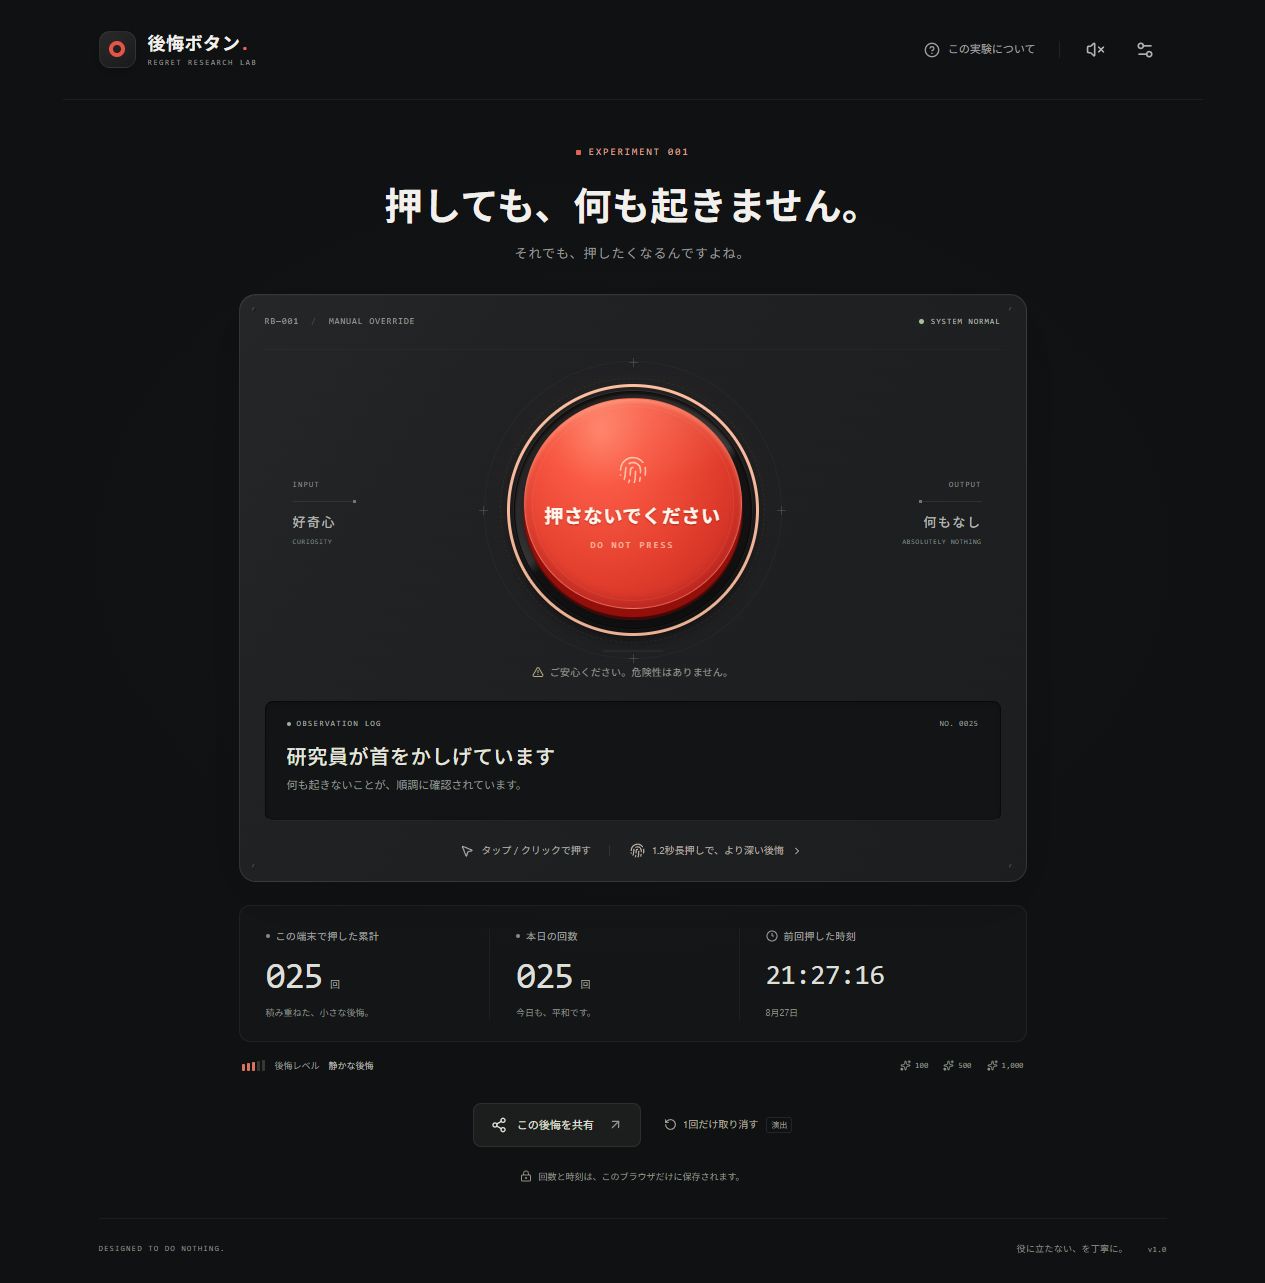 後悔ボタン.
REGRET RESEARCH LAB
この実験について
EXPERIMENT 001
押しても、何も起きません。
それでも、押したくなるんですよね。
RB—001 / MANUAL OVERRIDE
SYSTEM NORMAL
INPUT
好奇心
CURIOSITY
押さないでください
DO NOT PRESS
OUTPUT
何もなし
ABSOLUTELY NOTHING
ご安心ください。危険性はありません。
OBSERVATION LOG
NO. 0025
研究員が首をかしげています
何も起きないことが、順調に確認されています。
タップ / クリックで押す
1.2秒長押しで、より深い後悔
この端末で押した累計
025 回
積み重ねた、小さな後悔。
本日の回数
025 回
今日も、平和です。
前回押した時刻
21:27:16
8月27日
後悔レベル 静かな後悔
100 500 1,000
この後悔を共有
1回だけ取り消す 演出
回数と時刻は、このブラウザだけに保存されます。
DESIGNED TO DO NOTHING.
役に立たない、を丁寧に。 v1.0